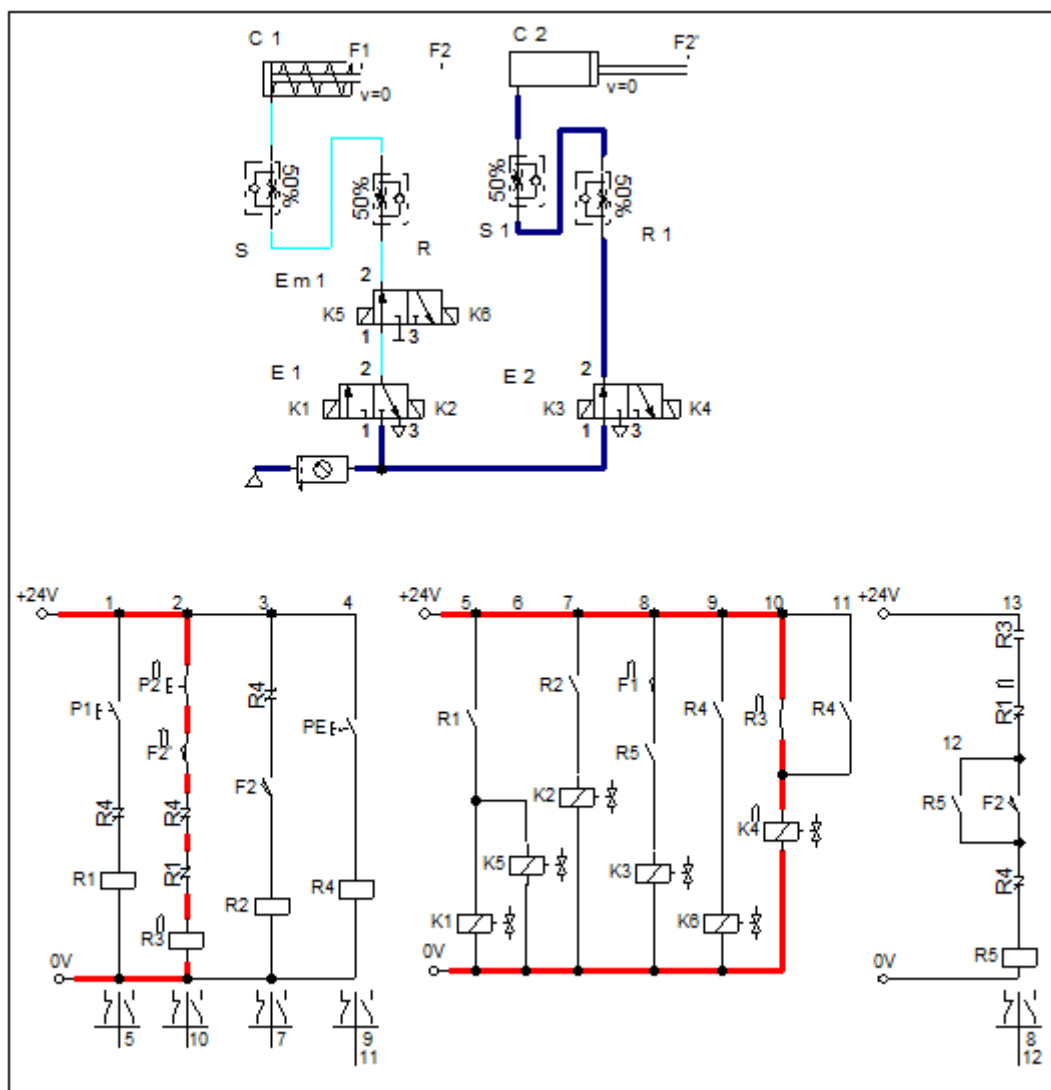 C 1 F1 F2 C 2 F2'
v=0 v=0
50% 50% 50% 50%
S R S 1 R 1
E m 1 2
K5 K6
1 3
E 1 2 E 2 2
K1 K2 K3 K4
1 3 1 3
+24V 1 2 3 4 +24V 5 6 7 8 9 10 11 +24V 13
R3
P2 R4 R2 F1
P1 PE R1 R4 R3 R4 R1
F2' R5 12
F2 K2 R5 F2
R4 R4 K4
R1 K5 K3 R4
R1 R4
R2 K1 K6
R3 R5
0V 0V 0V
5 10 7 9 8
11 12